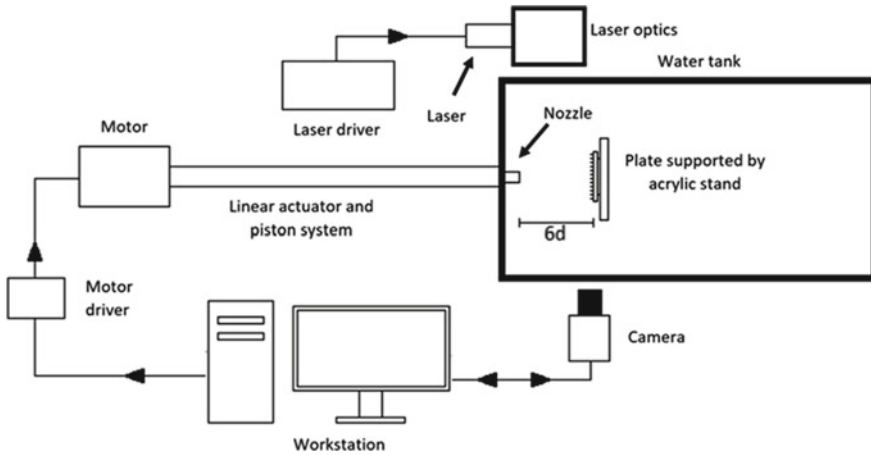 Laser optics
Water tank
Laser driver
Laser
Nozzle
Motor
Plate supported by
acrylic stand
Linear actuator and
piston system
6d
Motor
driver
Camera
Workstation